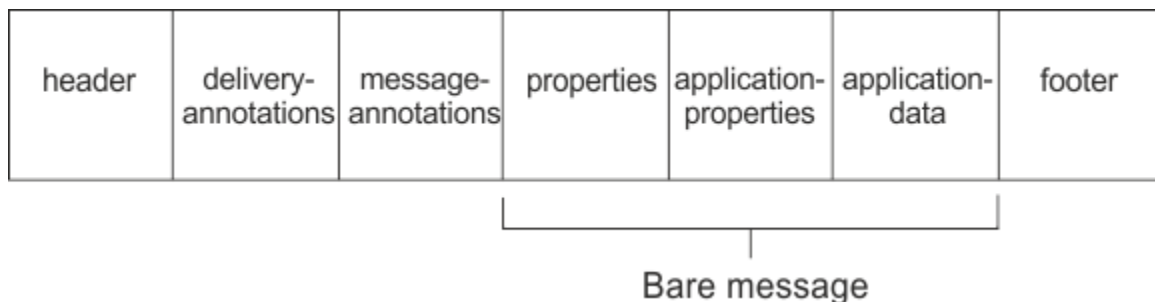 header
delivery-
annotations
message-
annotations
properties
application-
properties
application-
data
footer
Bare message